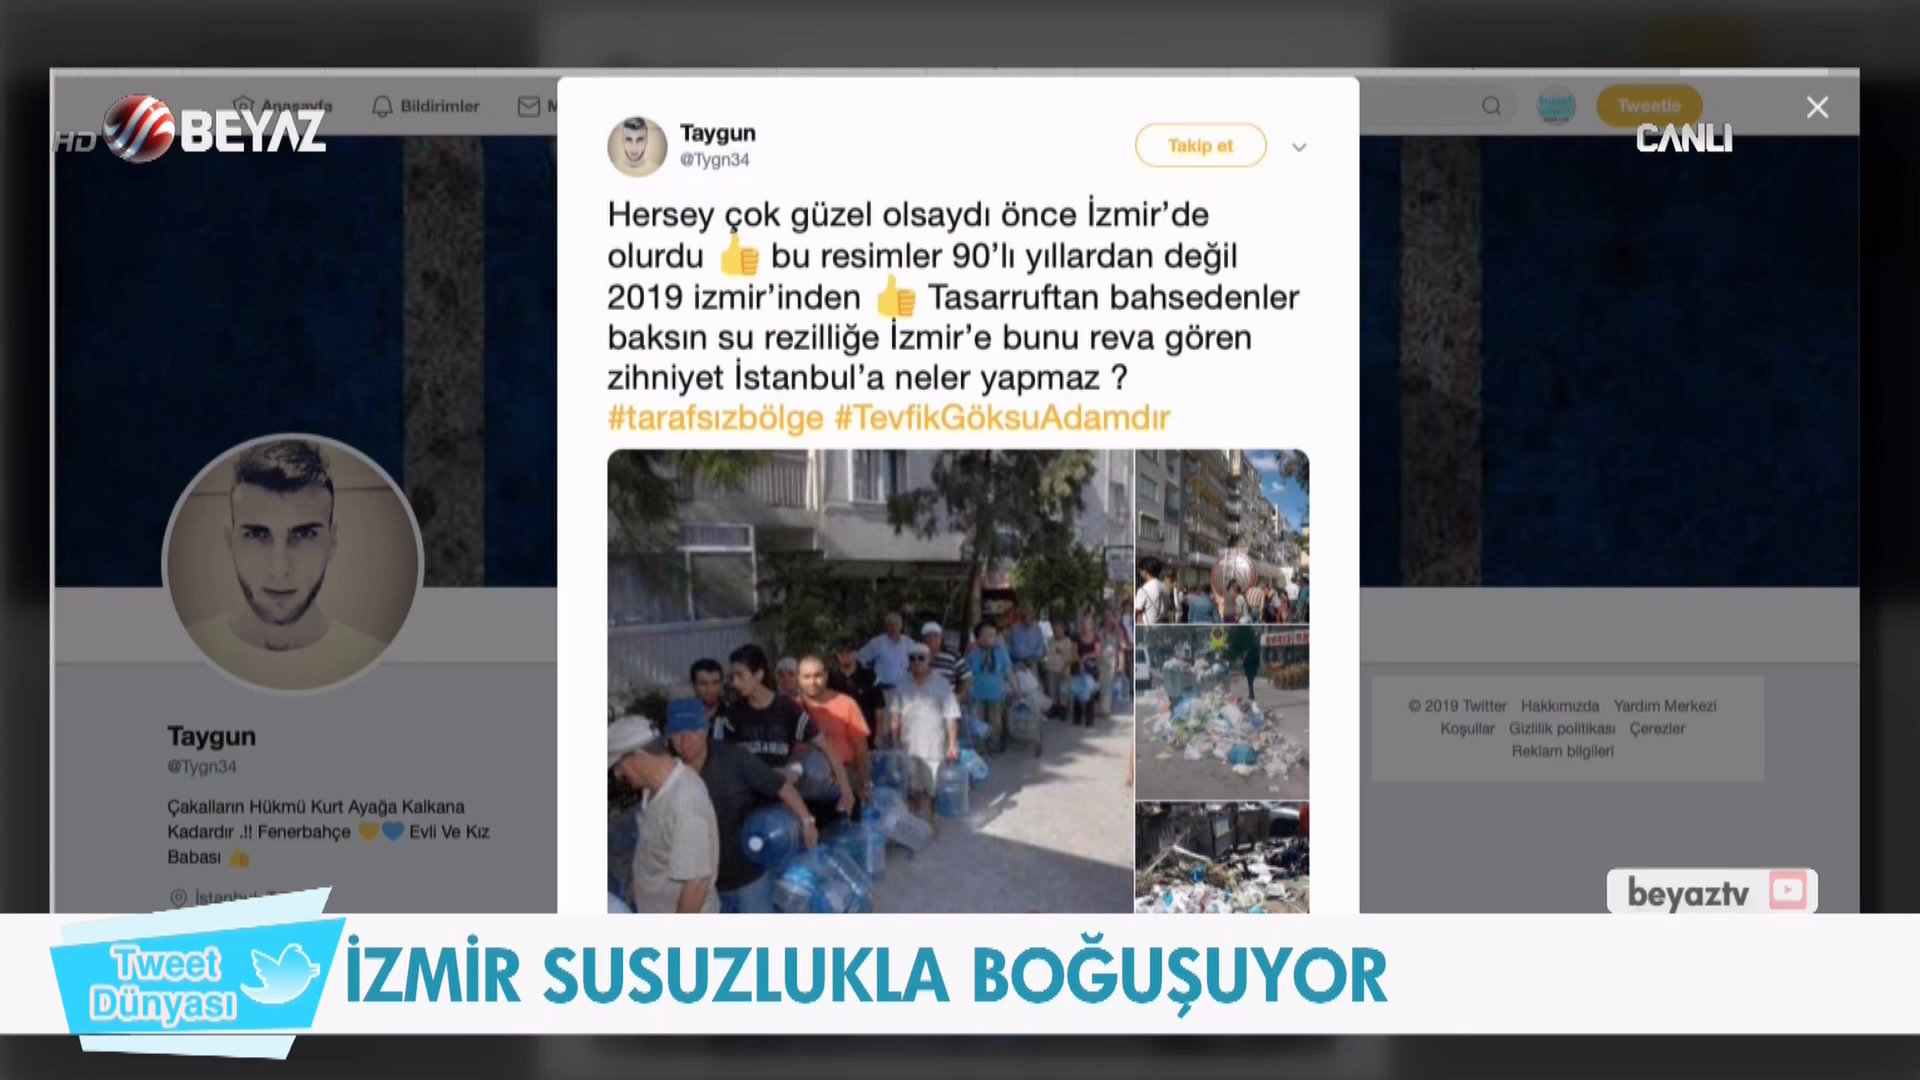 Anasayfa
Bildirimler
Tweetle
HD BEYAZ
CANLI
Taygun
@Tygn34
Takip et
Hersey çok güzel olsaydı önce İzmir’de
olurdu 👍 bu resimler 90’lı yıllardan değil
2019 izmir’inden 👍 Tasarruftan bahsedenler
baksın su rezilliğe İzmir’e bunu reva gören
zihniyet İstanbul’a neler yapmaz ?
#tarafsızbölge #TevfikGöksuAdamdır
Taygun
@Tygn34
Çakalların Hükmü Kurt Ayağa Kalkana
Kadardır .!! Fenerbahçe 💛💙 Evli Ve Kız
Babası 👍
© 2019 Twitter Hakkımızda Yardım Merkezi
Koşullar Gizlilik politikası Çerezler
Reklam bilgileri
beyaztv
Tweet
Dünyası
İZMİR SUSUZLUKLA BOĞUŞUYOR